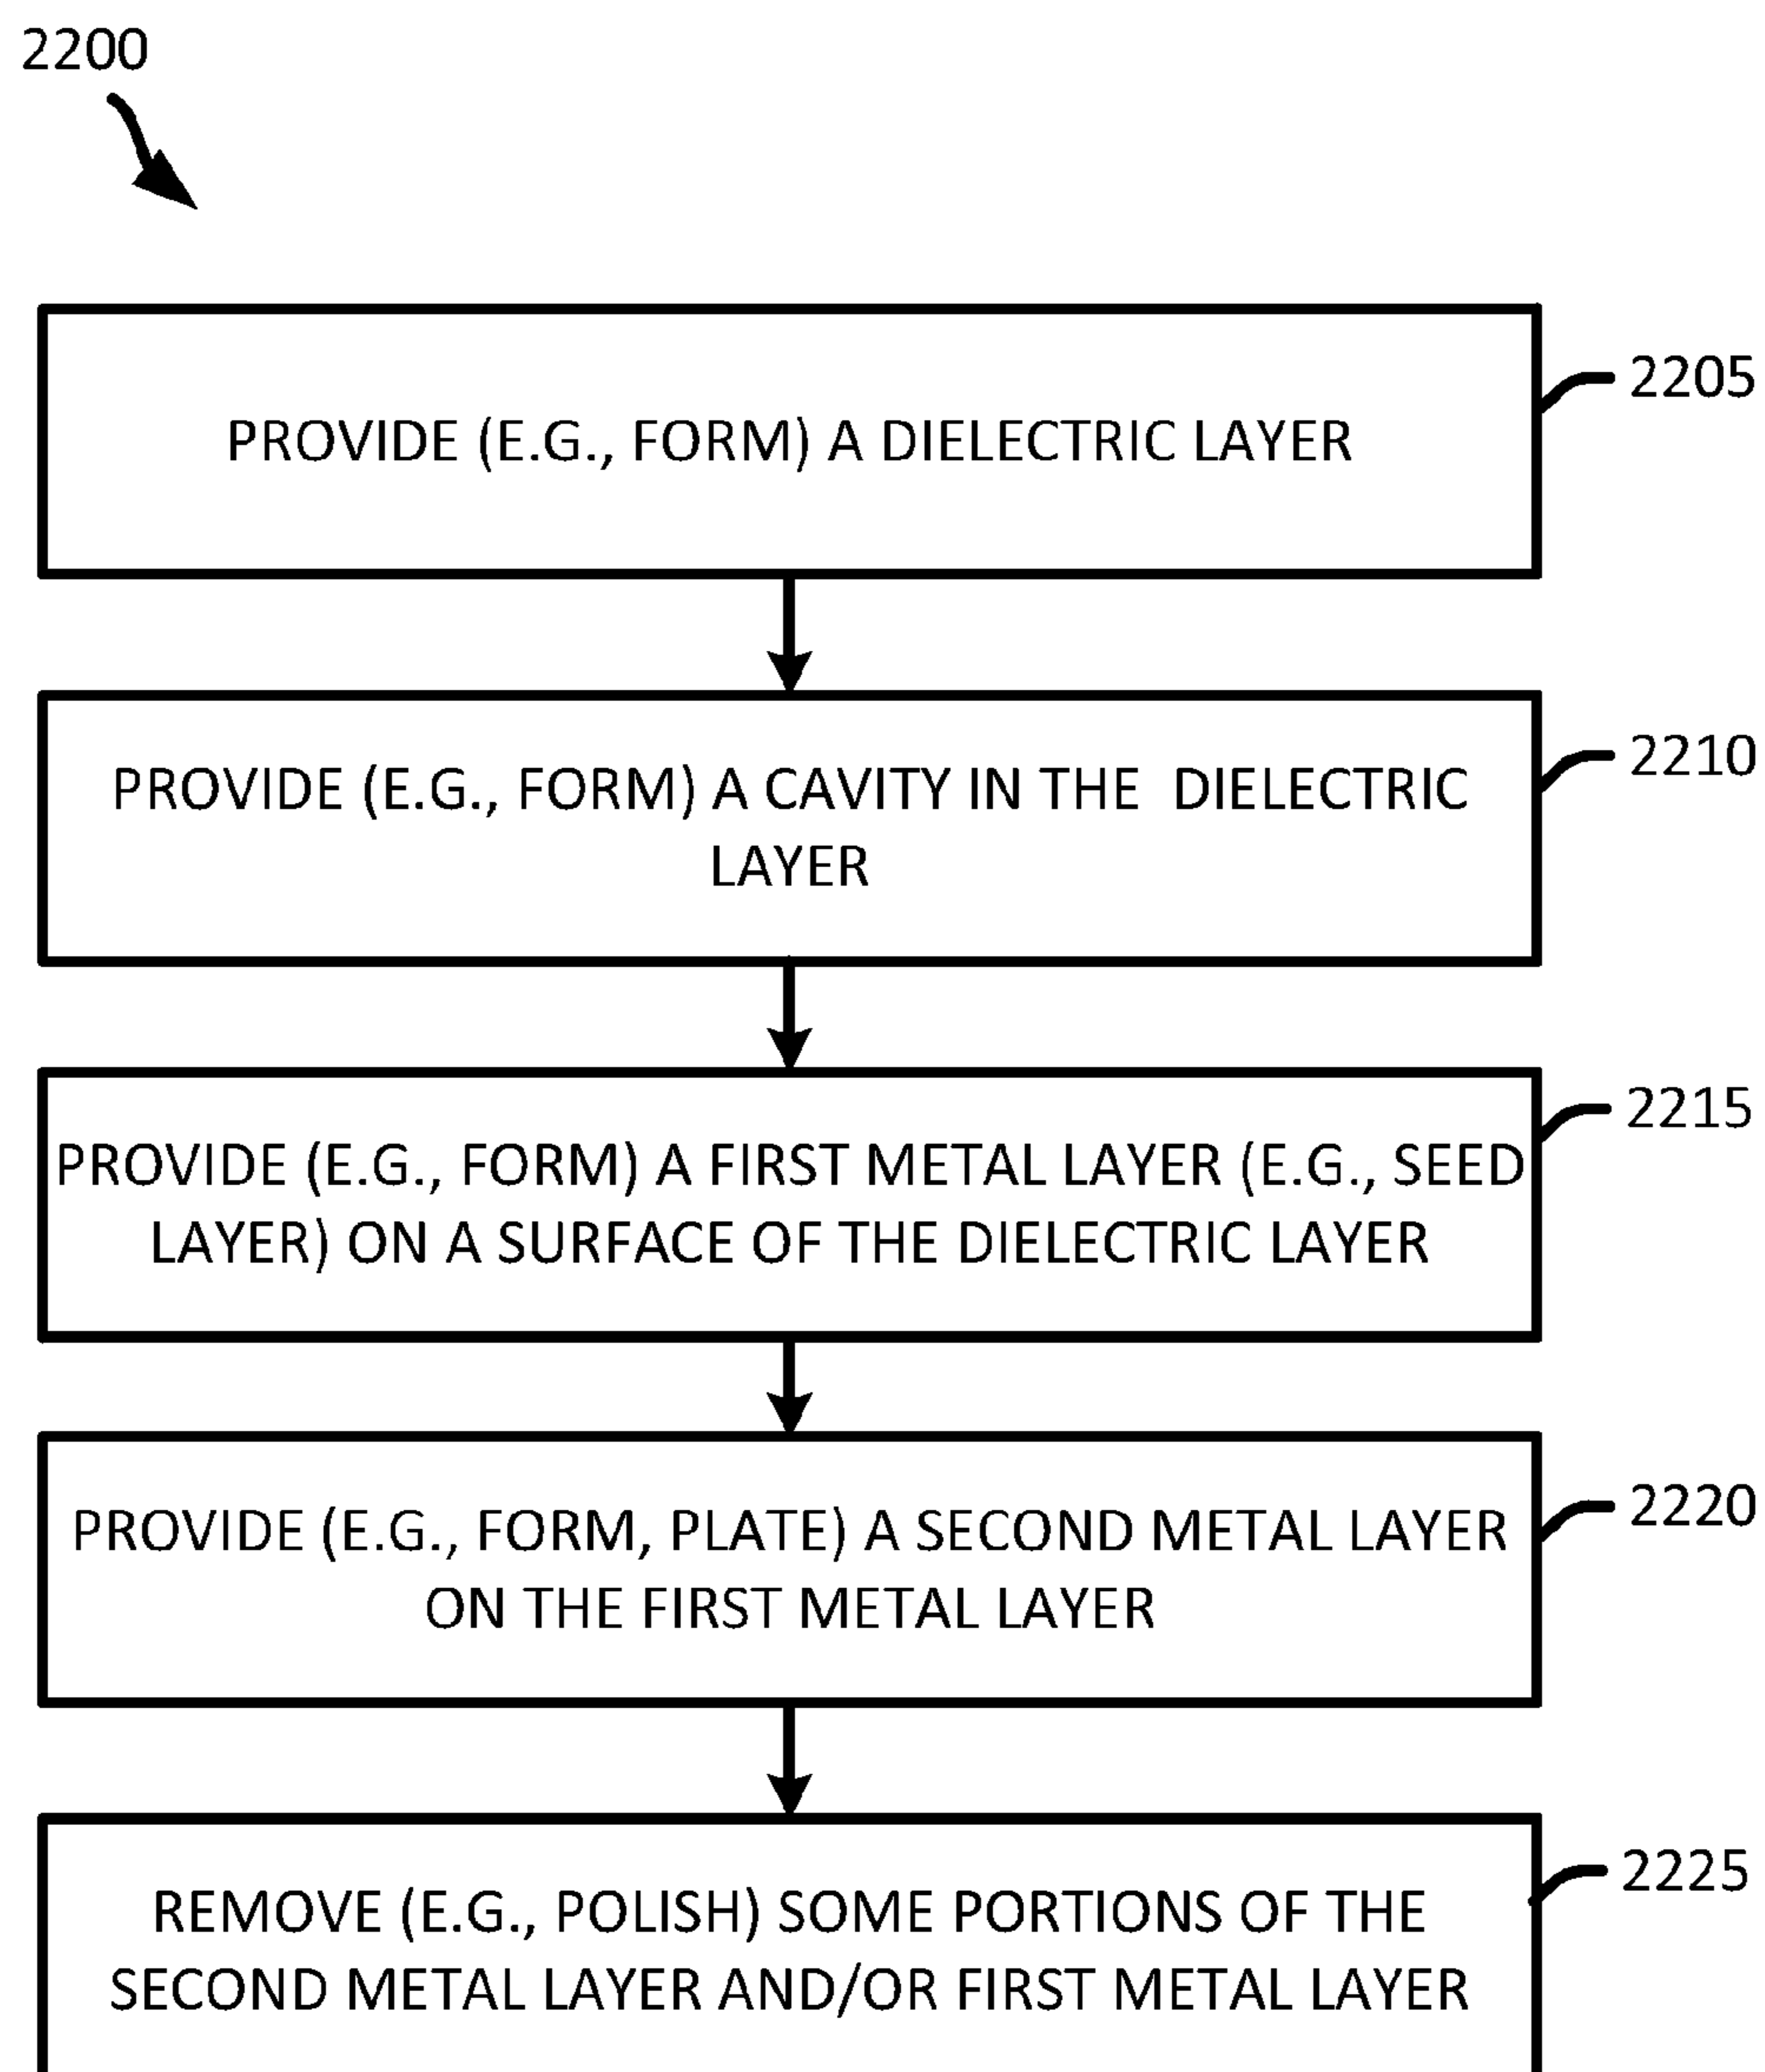 2200
PROVIDE (E.G., FORM) A DIELECTRIC LAYER
2205
PROVIDE (E.G., FORM) A CAVITY IN THE DIELECTRIC
LAYER
2210
PROVIDE (E.G., FORM) A FIRST METAL LAYER (E.G., SEED
LAYER) ON A SURFACE OF THE DIELECTRIC LAYER
2215
PROVIDE (E.G., FORM, PLATE) A SECOND METAL LAYER
ON THE FIRST METAL LAYER
2220
REMOVE (E.G., POLISH) SOME PORTIONS OF THE
SECOND METAL LAYER AND/OR FIRST METAL LAYER
2225